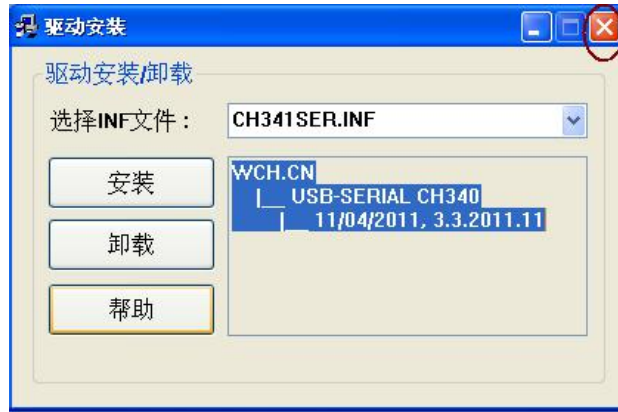 驱动安装
驱动安装/卸载
选择INF文件：
CH341SER.INF
安装
卸载
帮助
WCH.CN
|__ USB-SERIAL CH340
|__ 11/04/2011, 3.3.2011.11